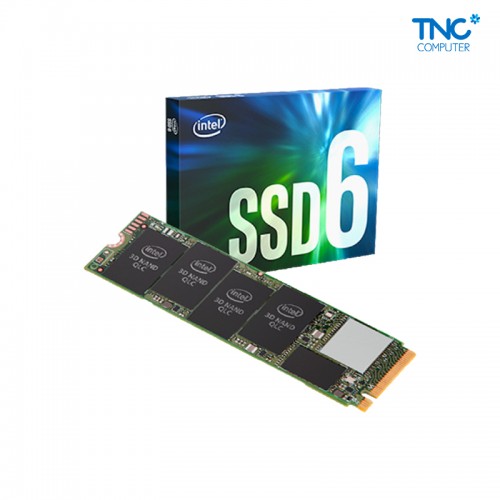 TNC
COMPUTER
intel
SSD6
intel
3D NAND
QLC
intel
3D NAND
QLC
intel
3D NAND
QLC
intel
3D NAND
QLC